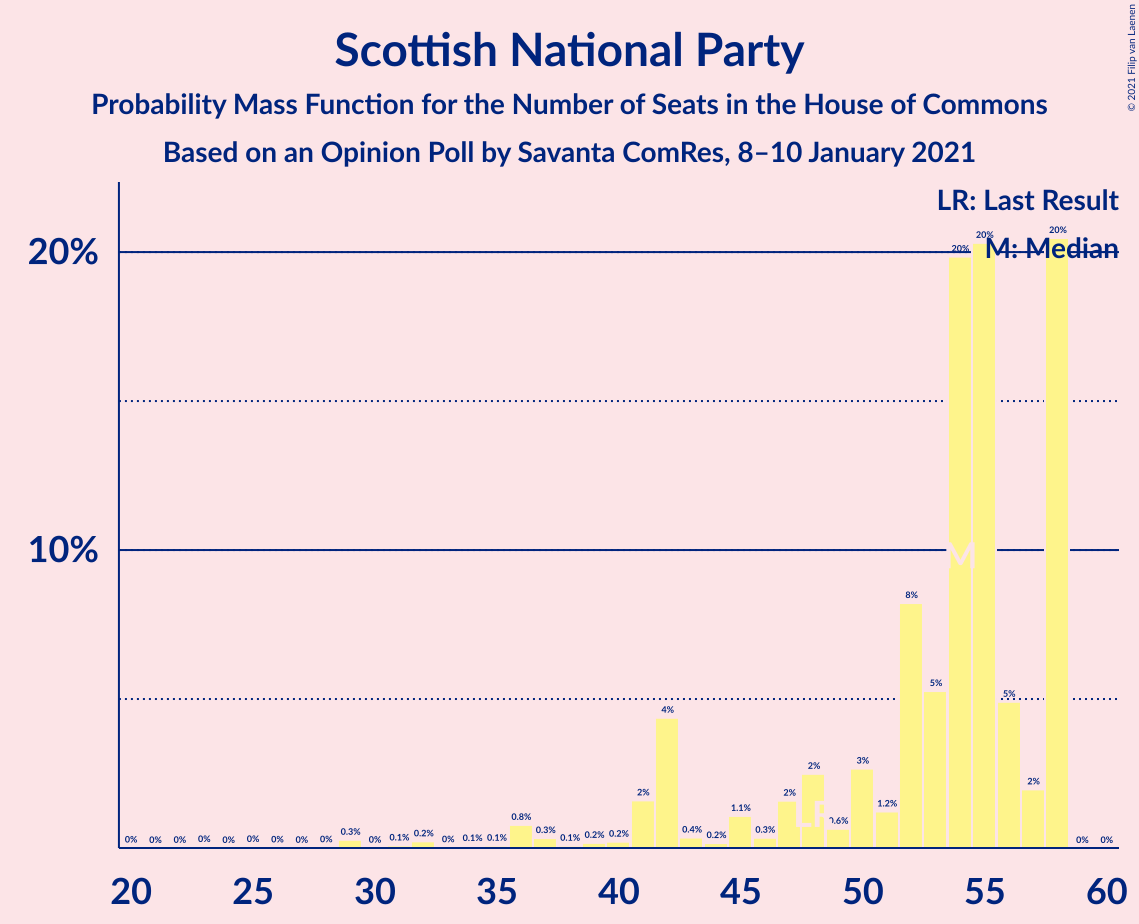 Scottish National Party
Probability Mass Function for the Number of Seats in the House of Commons
Based on an Opinion Poll by Savanta ComRes, 8–10 January 2021
© 2021 Filip van Laenen
LR: Last Result
M: Median
20%
10%
0% 0% 0% 0% 0% 0% 0% 0% 0% 0.3% 0% 0.1% 0.2% 0% 0.1% 0.1% 0.8% 0.3% 0.1% 0.2% 0.2% 2% 4% 0.4% 0.2% 1.1% 0.3% 2% 2% 0.6% 3% 1.2% 8% 5% 20% 20% 5% 2% 20% 0% 0%
M
LR
20 25 30 35 40 45 50 55 60